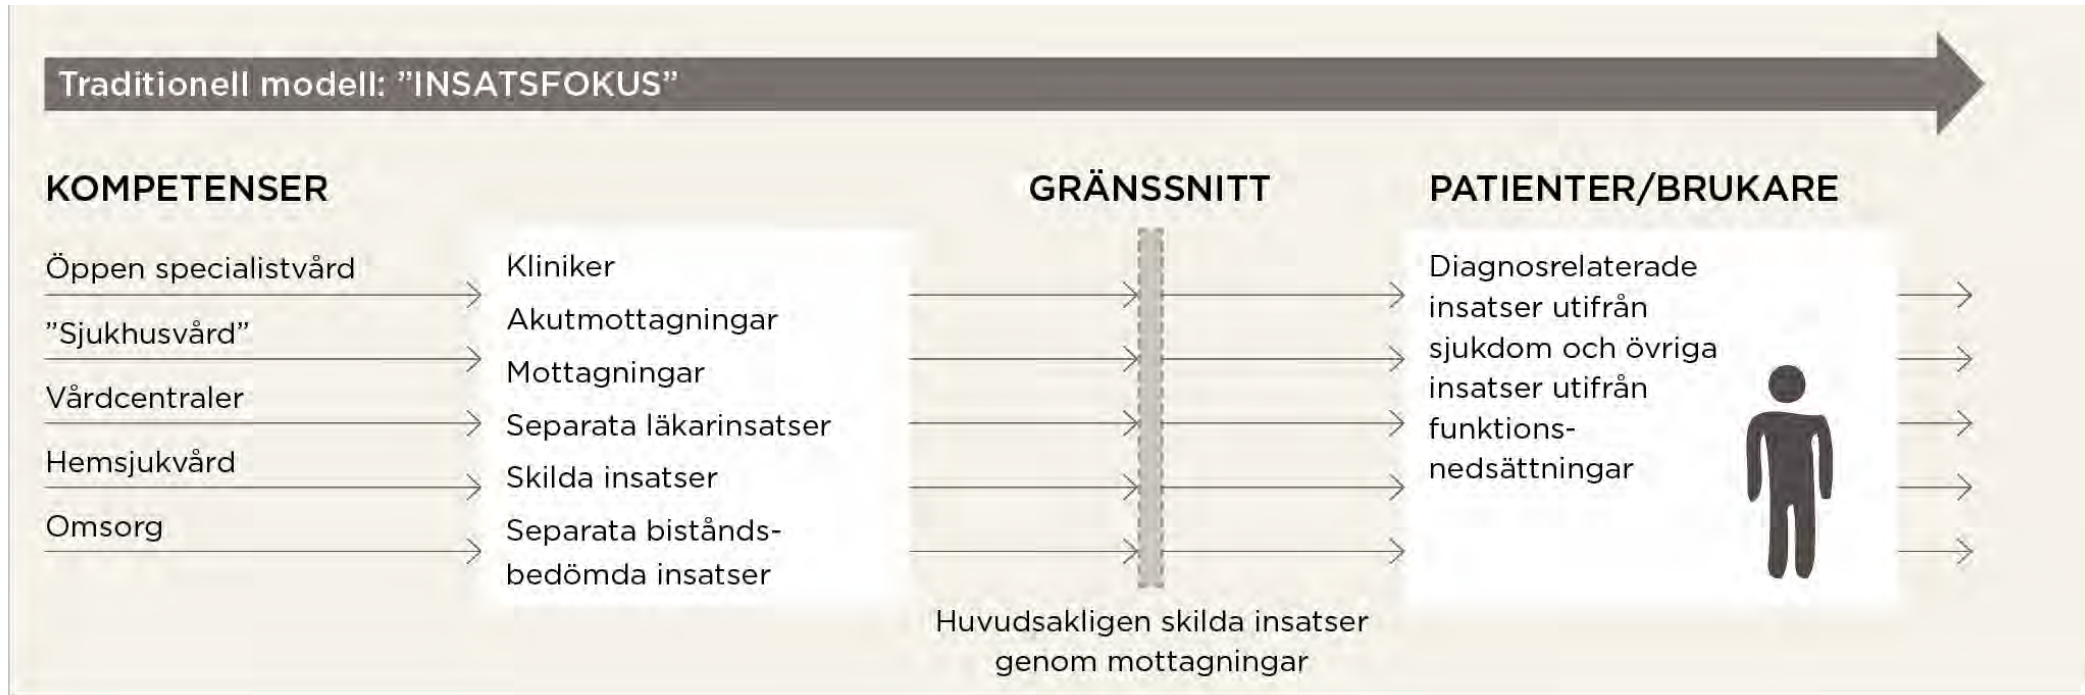 Traditionell modell: ”INSATSFOKUS”
KOMPETENSER
Öppen specialistvård
”Sjukhusvård”
Vårdcentraler
Hemsjukvård
Omsorg
Kliniker
Akutmottagningar
Mottagningar
Separata läkarinsatser
Skilda insatser
Separata bistånds-
bedömda insatser
GRÄNSSNITT
Huvudsakligen skilda insatser
genom mottagningar
PATIENTER/BRUKARE
Diagnosrelaterade
insatser utifrån
sjukdom och övriga
insatser utifrån
funktions-
nedsättningar